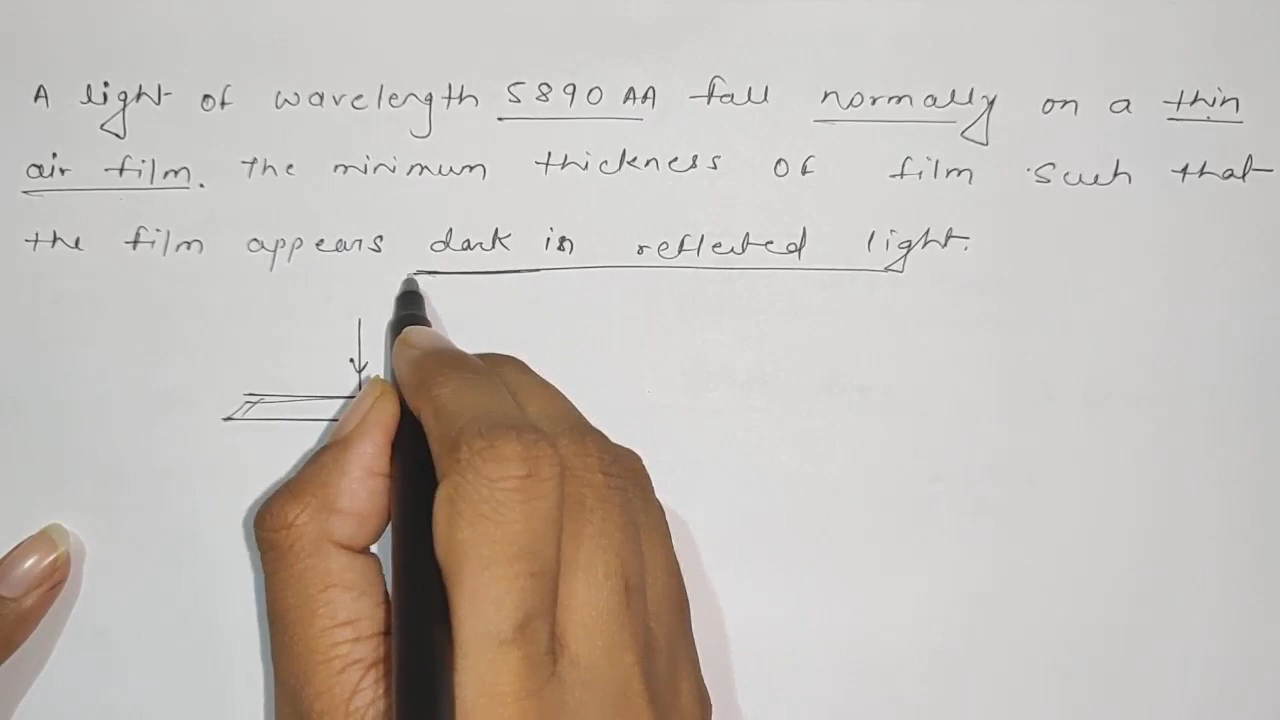 A light of wavelength 5890 AA fall normally on a thin
air film. The minimum thickness of film such that
the film appears dark in reflected light.